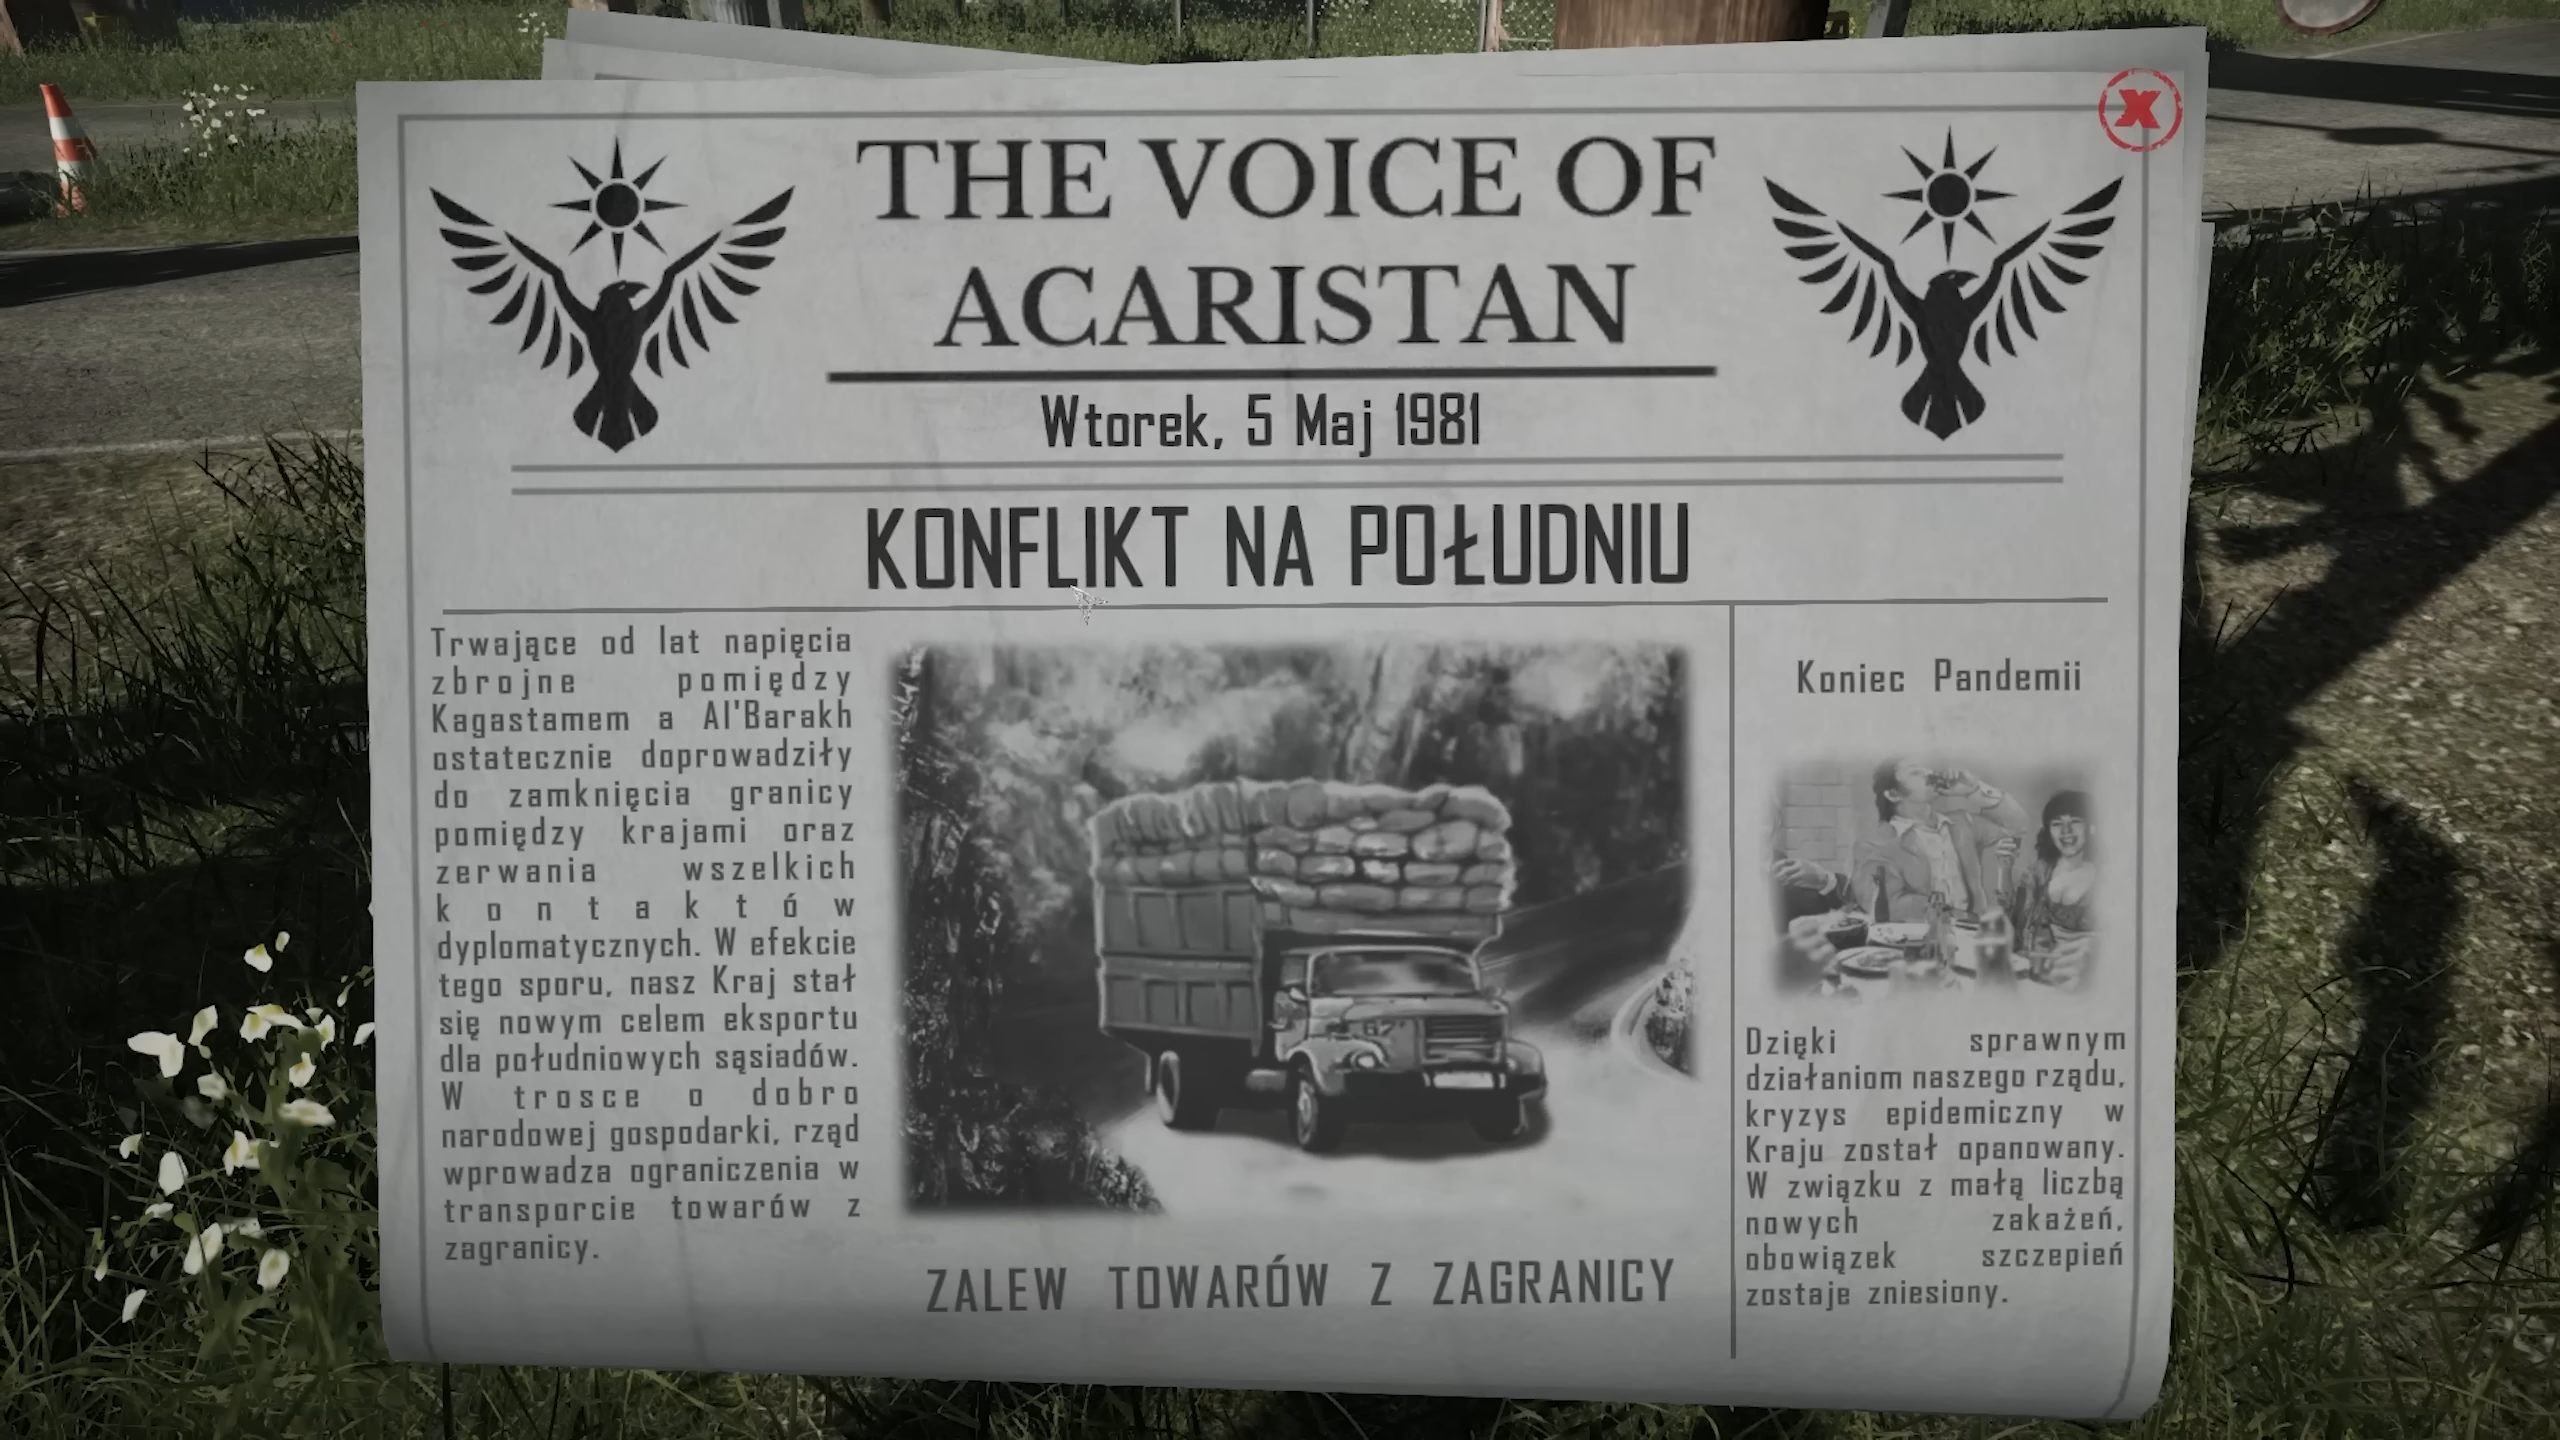 THE VOICE OF
ACARISTAN
Wtorek, 5 Maj 1981
KONFLIKT NA POŁUDNIU
Trwające od lat napięcia
zbrojne pomiędzy
Kagastamem a Al'Barakh
ostatecznie doprowadziły
do zamknięcia granicy
pomiędzy krajami oraz
zerwania wszelkich
kontaktów
dyplomatycznych. W efekcie
tego sporu, nasz Kraj stał
się nowym celem eksportu
dla południowych sąsiadów.
W trosce o dobro
narodowej gospodarki, rząd
wprowadza ograniczenia w
transporcie towarów z
zagranicy.
ZALEW TOWARÓW Z ZAGRANICY
Koniec Pandemii
Dzięki sprawnym
działaniom naszego rządu,
kryzys epidemiczny w
Kraju został opanowany.
W związku z małą liczbą
nowych zakażeń,
obowiązek szczepień
zostaje zniesiony.
X